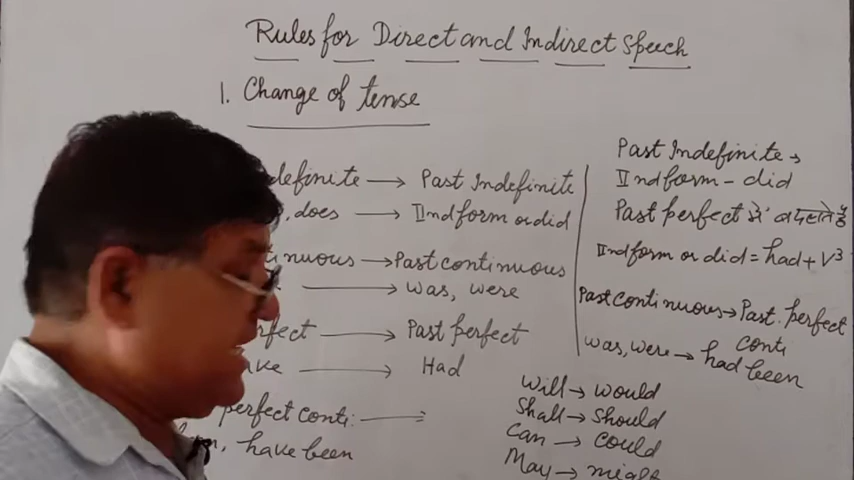 Rules for Direct and Indirect Speech
1. Change of tense
definite → Past Indefinite
, does → IInd form or did
nuous → Past continuous
→ was, were
rfect → Past perfect
ave → Had
perfect conti: →
, have been
Past Indefinite →
IInd form - did
Past perfect में बदलते हैं
IInd form or did = had + V³
Past continuous → Past. perfect
conti
was, were → had been
will → would
Shall → Should
Can → Could
May →